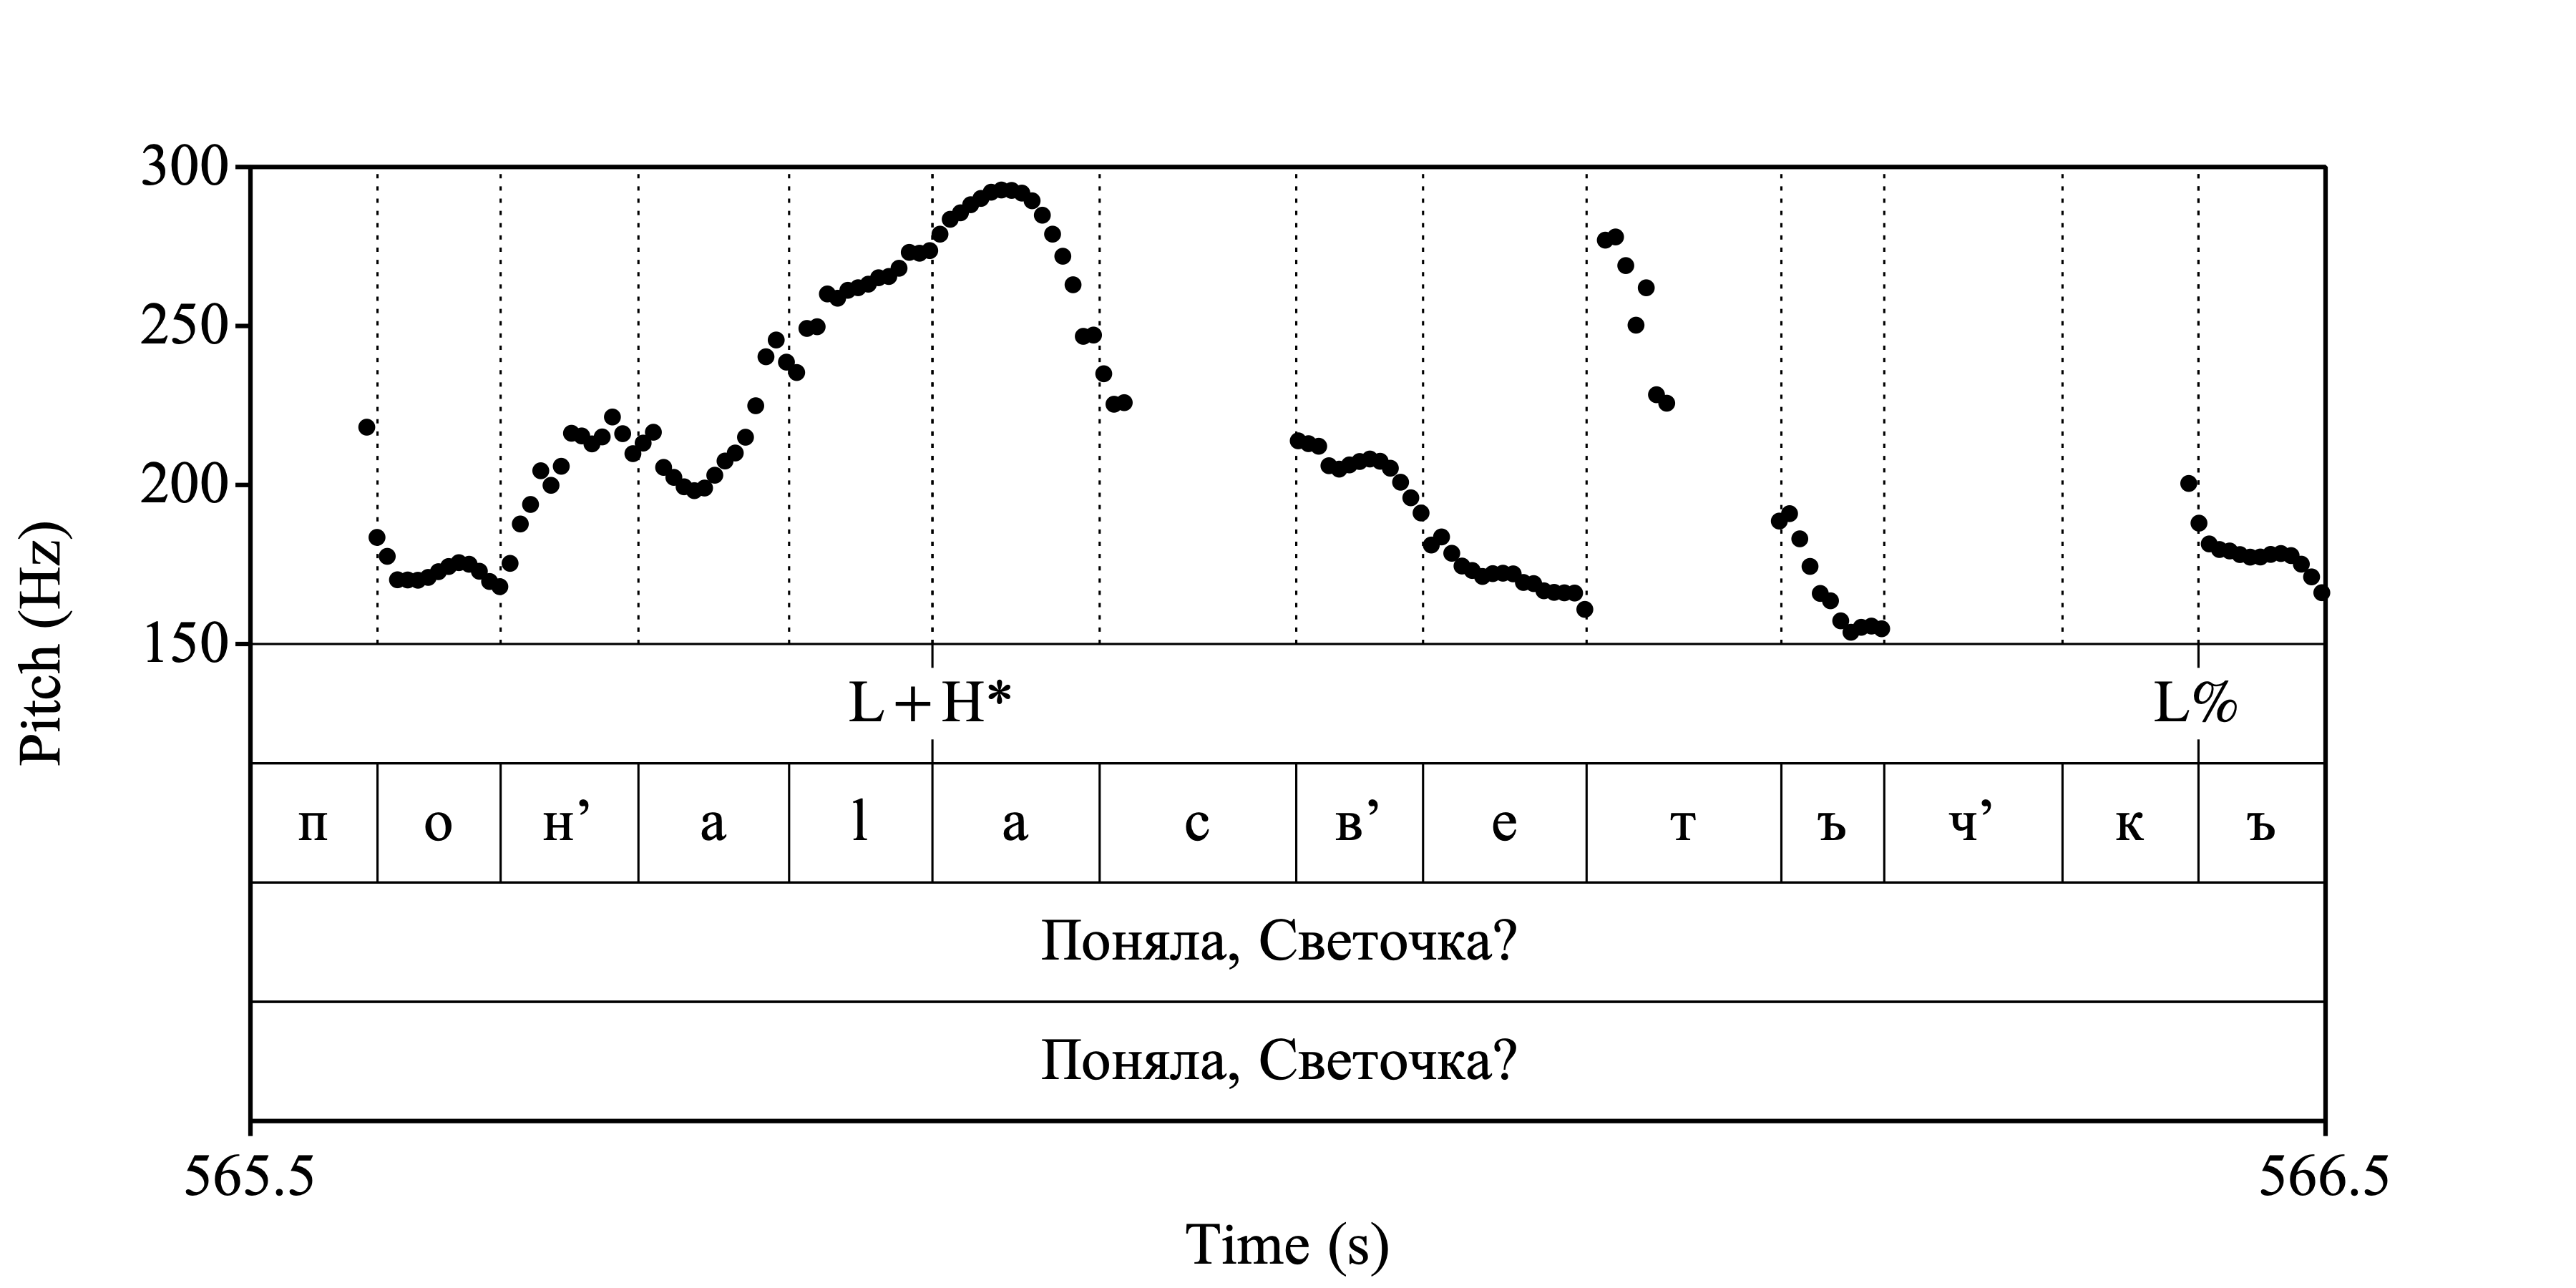 300
250
200
150
Pitch (Hz)
L+H* L%
п о н’ а l а с в’ е т ъ ч’ к ъ
Поняла, Светочка?
Поняла, Светочка?
565.5 566.5
Time (s)